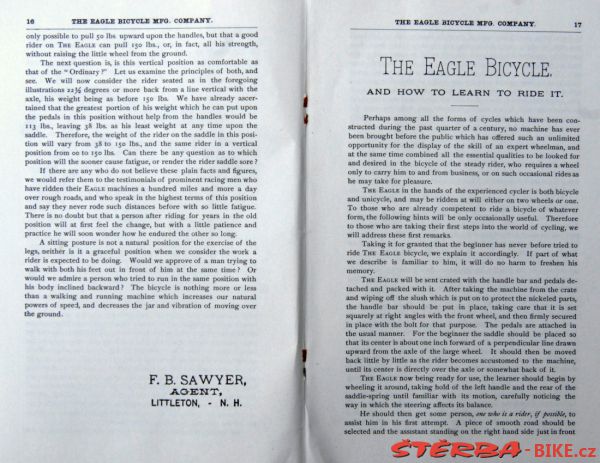 16 THE EAGLE BICYCLE MFG. COMPANY.
only possible to pull 50 lbs upward upon the handles, but that a good
rider on THE EAGLE can pull 150 lbs., or, in fact, all his strength,
without raising the little wheel from the ground.
The next question is, is this vertical position as comfortable as
that of the "Ordinary?" Let us examine the principles of both, and
see. We will now consider the rider seated as in the foregoing
illustrations 22½ degrees or more back from a line vertical with the
axle, his weight being as before 150 lbs. We have already ascer-
tained that the greatest portion of his weight which he can put upon
the pedals in this position without help from the handles would be
113 lbs., leaving 38 lbs. as his least weight at any time upon the
saddle. Therefore, the weight of the rider on the saddle in this posi-
tion will vary from 38 to 150 lbs., and the same rider in a vertical
position from 00 to 150 lbs. Can there be any question as to which
position will the sooner cause fatigue, or render the rider saddle sore?
If there are any who do not believe these plain facts and figures,
we would refer them to the testimonials of prominent racing men who
have ridden their EAGLE machines a hundred miles and more a day
over rough roads, and who speak in the highest terms of this position
and say they never rode such distances before with so little fatigue.
There is no doubt but that a person after riding for years in the old
position will at first feel the change, but with a little patience and
practice he will soon wonder how he endured the other so long.
A sitting posture is not a natural position for the exercise of the
legs, neither is it a graceful position when we consider the work a
rider is expected to be doing. Would we approve of a man trying to
walk with both his feet out in front of him at the same time? Or
would we admire a person who tried to run in the same position with
his body inclined backward? The bicycle is nothing more or less
than a walking and running machine which increases our natural
powers of speed, and decreases the jar and vibration of moving over
the ground.
F. B. SAWYER,
AGENT,
LITTLETON, - N. H.
THE EAGLE BICYCLE MFG. COMPANY. 17
THE EAGLE BICYCLE,
AND HOW TO LEARN TO RIDE IT.
Perhaps among all the forms of cycles which have been con-
structed during the past quarter of a century, no machine has ever
been brought before the public which has offered such an unlimited
opportunity for the display of the skill of an expert wheelman, and
at the same time combined all the essential qualities to be looked for
and desired in the bicycle of the steady rider, who requires a wheel
only to carry him to and from business, or on such occasional rides as
he may take for pleasure.
THE EAGLE in the hands of the experienced cycler is both bicycle
and unicycle, and may be ridden at will either on two wheels or one.
To those who are already competent to ride a bicycle of whatever
form, the following hints will be only occasionally useful. Therefore
to those who are taking their first steps into the world of cycling, we
will address these first remarks.
Taking it for granted that the beginner has never before tried to
ride THE EAGLE bicycle, we explain it accordingly. If part of what
we describe is familiar to him, it will do no harm to freshen his
memory.
THE EAGLE will be sent crated with the handle bar and pedals de-
tached and packed with it. After taking the machine from the crate
and wiping off the slush which is put on to protect the nickeled parts,
the handle bar should be put in place, taking care that it is set
squarely at right angles with the front wheel, and then firmly secured
in place with the bolt for that purpose. The pedals are attached in
the usual manner. For the beginner the saddle should be placed so
that its center is about one inch forward of a perpendicular line drawn
upward from the axle of the large wheel. It should then be moved
back little by little as the rider becomes accustomed to the machine,
until its center is directly over the axle or somewhat back of it.
THE EAGLE now being ready for use, the learner should begin by
wheeling it around, taking hold of the left handle and the rear of the
saddle-spring until familiar with its motion, carefully noticing the
way in which the steering affects its balance.
He should then get some person, one who is a rider, if possible, to
assist him in his first attempt. A piece of smooth road should be
selected and the assistant standing on the right hand side just in front
ŠTĚRBA-BIKE.cz